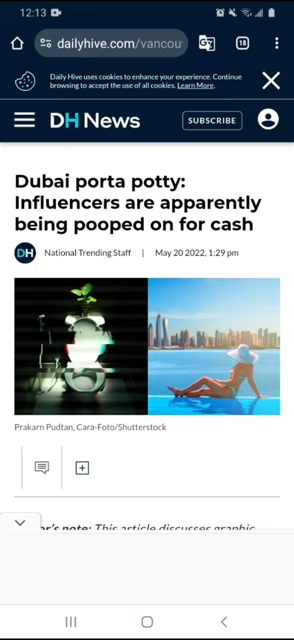 12:13
dailyhive.com/vancou
18
Daily Hive uses cookies to enhance your experience. Continue
browsing to accept the use of all cookies. Learn More.
DH News
SUBSCRIBE
Dubai porta potty:
Influencers are apparently
being pooped on for cash
DH National Trending Staff | May 20 2022, 1:29 pm
Prakarn Pudtan, Cara-Foto/Shutterstock
or's note: This article discusses graphic